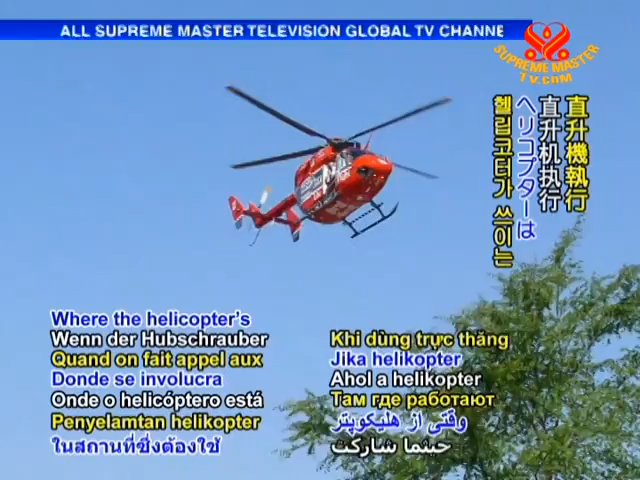 ALL SUPREME MASTER TELEVISION GLOBAL TV CHANNE
SUPREME MASTER
TV.COM
直升機執行
直升机执行
ヘリコプターは
헬립코터가 쓰이는
Where the helicopter's
Wenn der Hubschrauber
Quand on fait appel aux
Donde se involucra
Onde o helicóptero está
Penyelamtan helikopter
ในสถานที่ซึ่งต้องใช้
Khi dùng trực thăng
Jika helikopter
Ahol a helikopter
Там где работают
وقتی از هلیکوپتر
حيثما شاركت